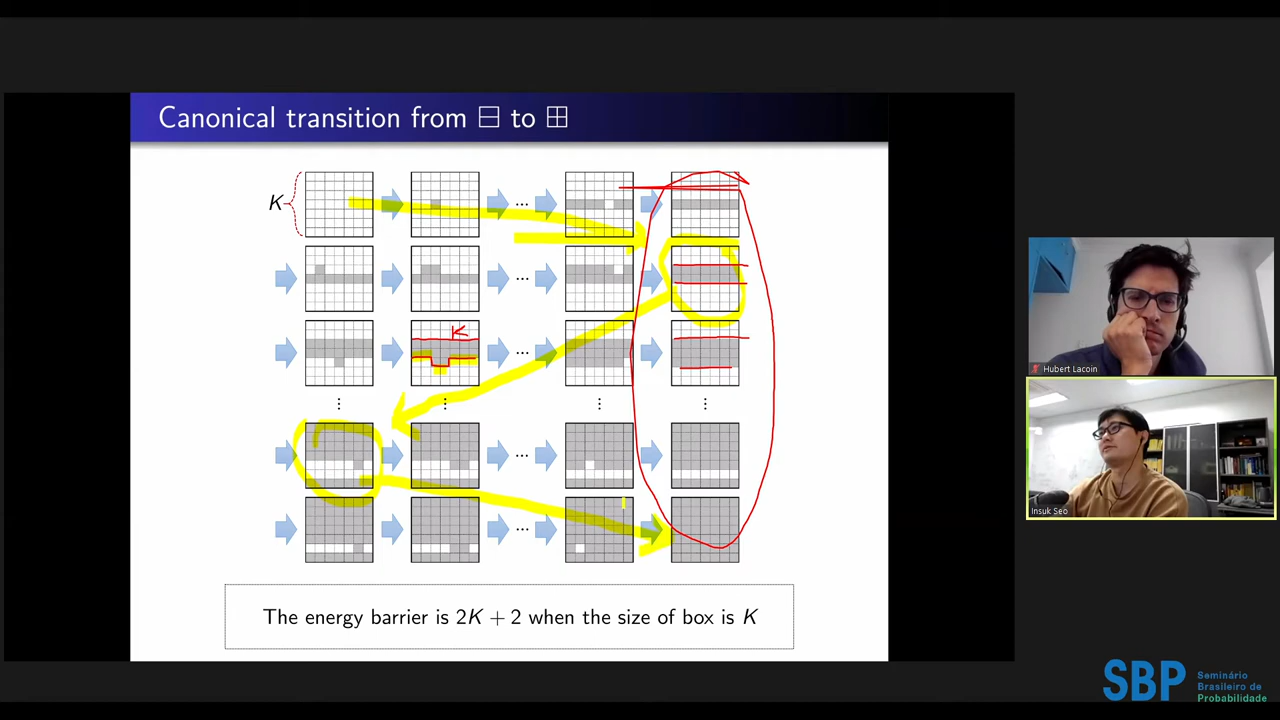 Canonical transition from ⊟ to ⊞
K
...
...
K
...
⋮ ⋮ ⋮ ⋮
...
...
The energy barrier is 2K + 2 when the size of box is K
Hubert Lacoin
Insuk Seo
SBP Seminário
Brasileiro de
Probabilidade